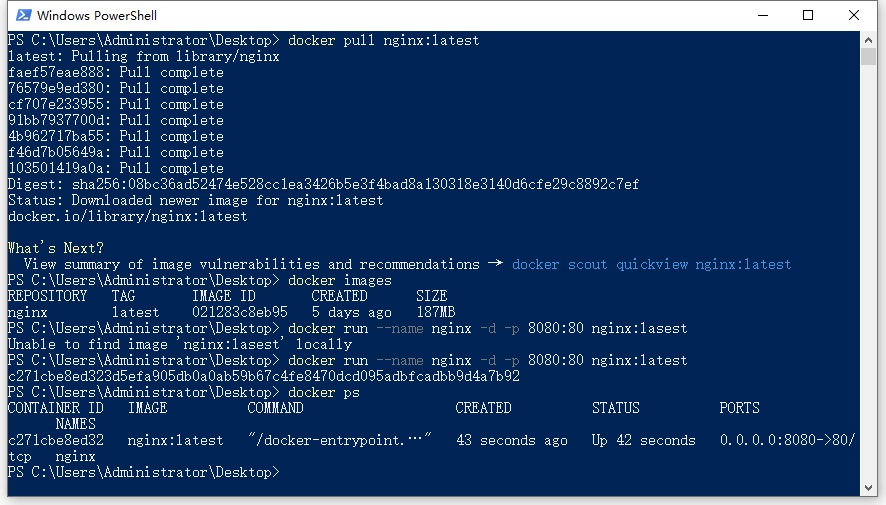 Windows PowerShell
PS C:\Users\Administrator\Desktop> docker pull nginx:latest
latest: Pulling from library/nginx
faef57eae888: Pull complete
76579e9ed380: Pull complete
cf707e233955: Pull complete
91bb7937700d: Pull complete
4b962717ba55: Pull complete
f46d7b05649a: Pull complete
103501419a0a: Pull complete
Digest: sha256:08bc36ad52474e528cc1ea3426b5e3f4bad8a130318e3140d6cfe29c8892c7ef
Status: Downloaded newer image for nginx:latest
docker.io/library/nginx:latest
What's Next?
  View summary of image vulnerabilities and recommendations → docker scout quickview nginx:latest
PS C:\Users\Administrator\Desktop> docker images
REPOSITORY   TAG       IMAGE ID       CREATED      SIZE
nginx        latest    021283c8eb95   5 days ago   187MB
PS C:\Users\Administrator\Desktop> docker run --name nginx -d -p 8080:80 nginx:lasest
Unable to find image 'nginx:lasest' locally
PS C:\Users\Administrator\Desktop> docker run --name nginx -d -p 8080:80 nginx:latest
c271cbe8ed323d5efa905db0a0ab59b67c4fe8470dcd095adbfcadbb9d4a7b92
PS C:\Users\Administrator\Desktop> docker ps
CONTAINER ID   IMAGE          COMMAND                   CREATED          STATUS          PORTS
      NAMES
c271cbe8ed32   nginx:latest   "/docker-entrypoint.…"   43 seconds ago   Up 42 seconds   0.0.0.0:8080->80/
tcp   nginx
PS C:\Users\Administrator\Desktop>